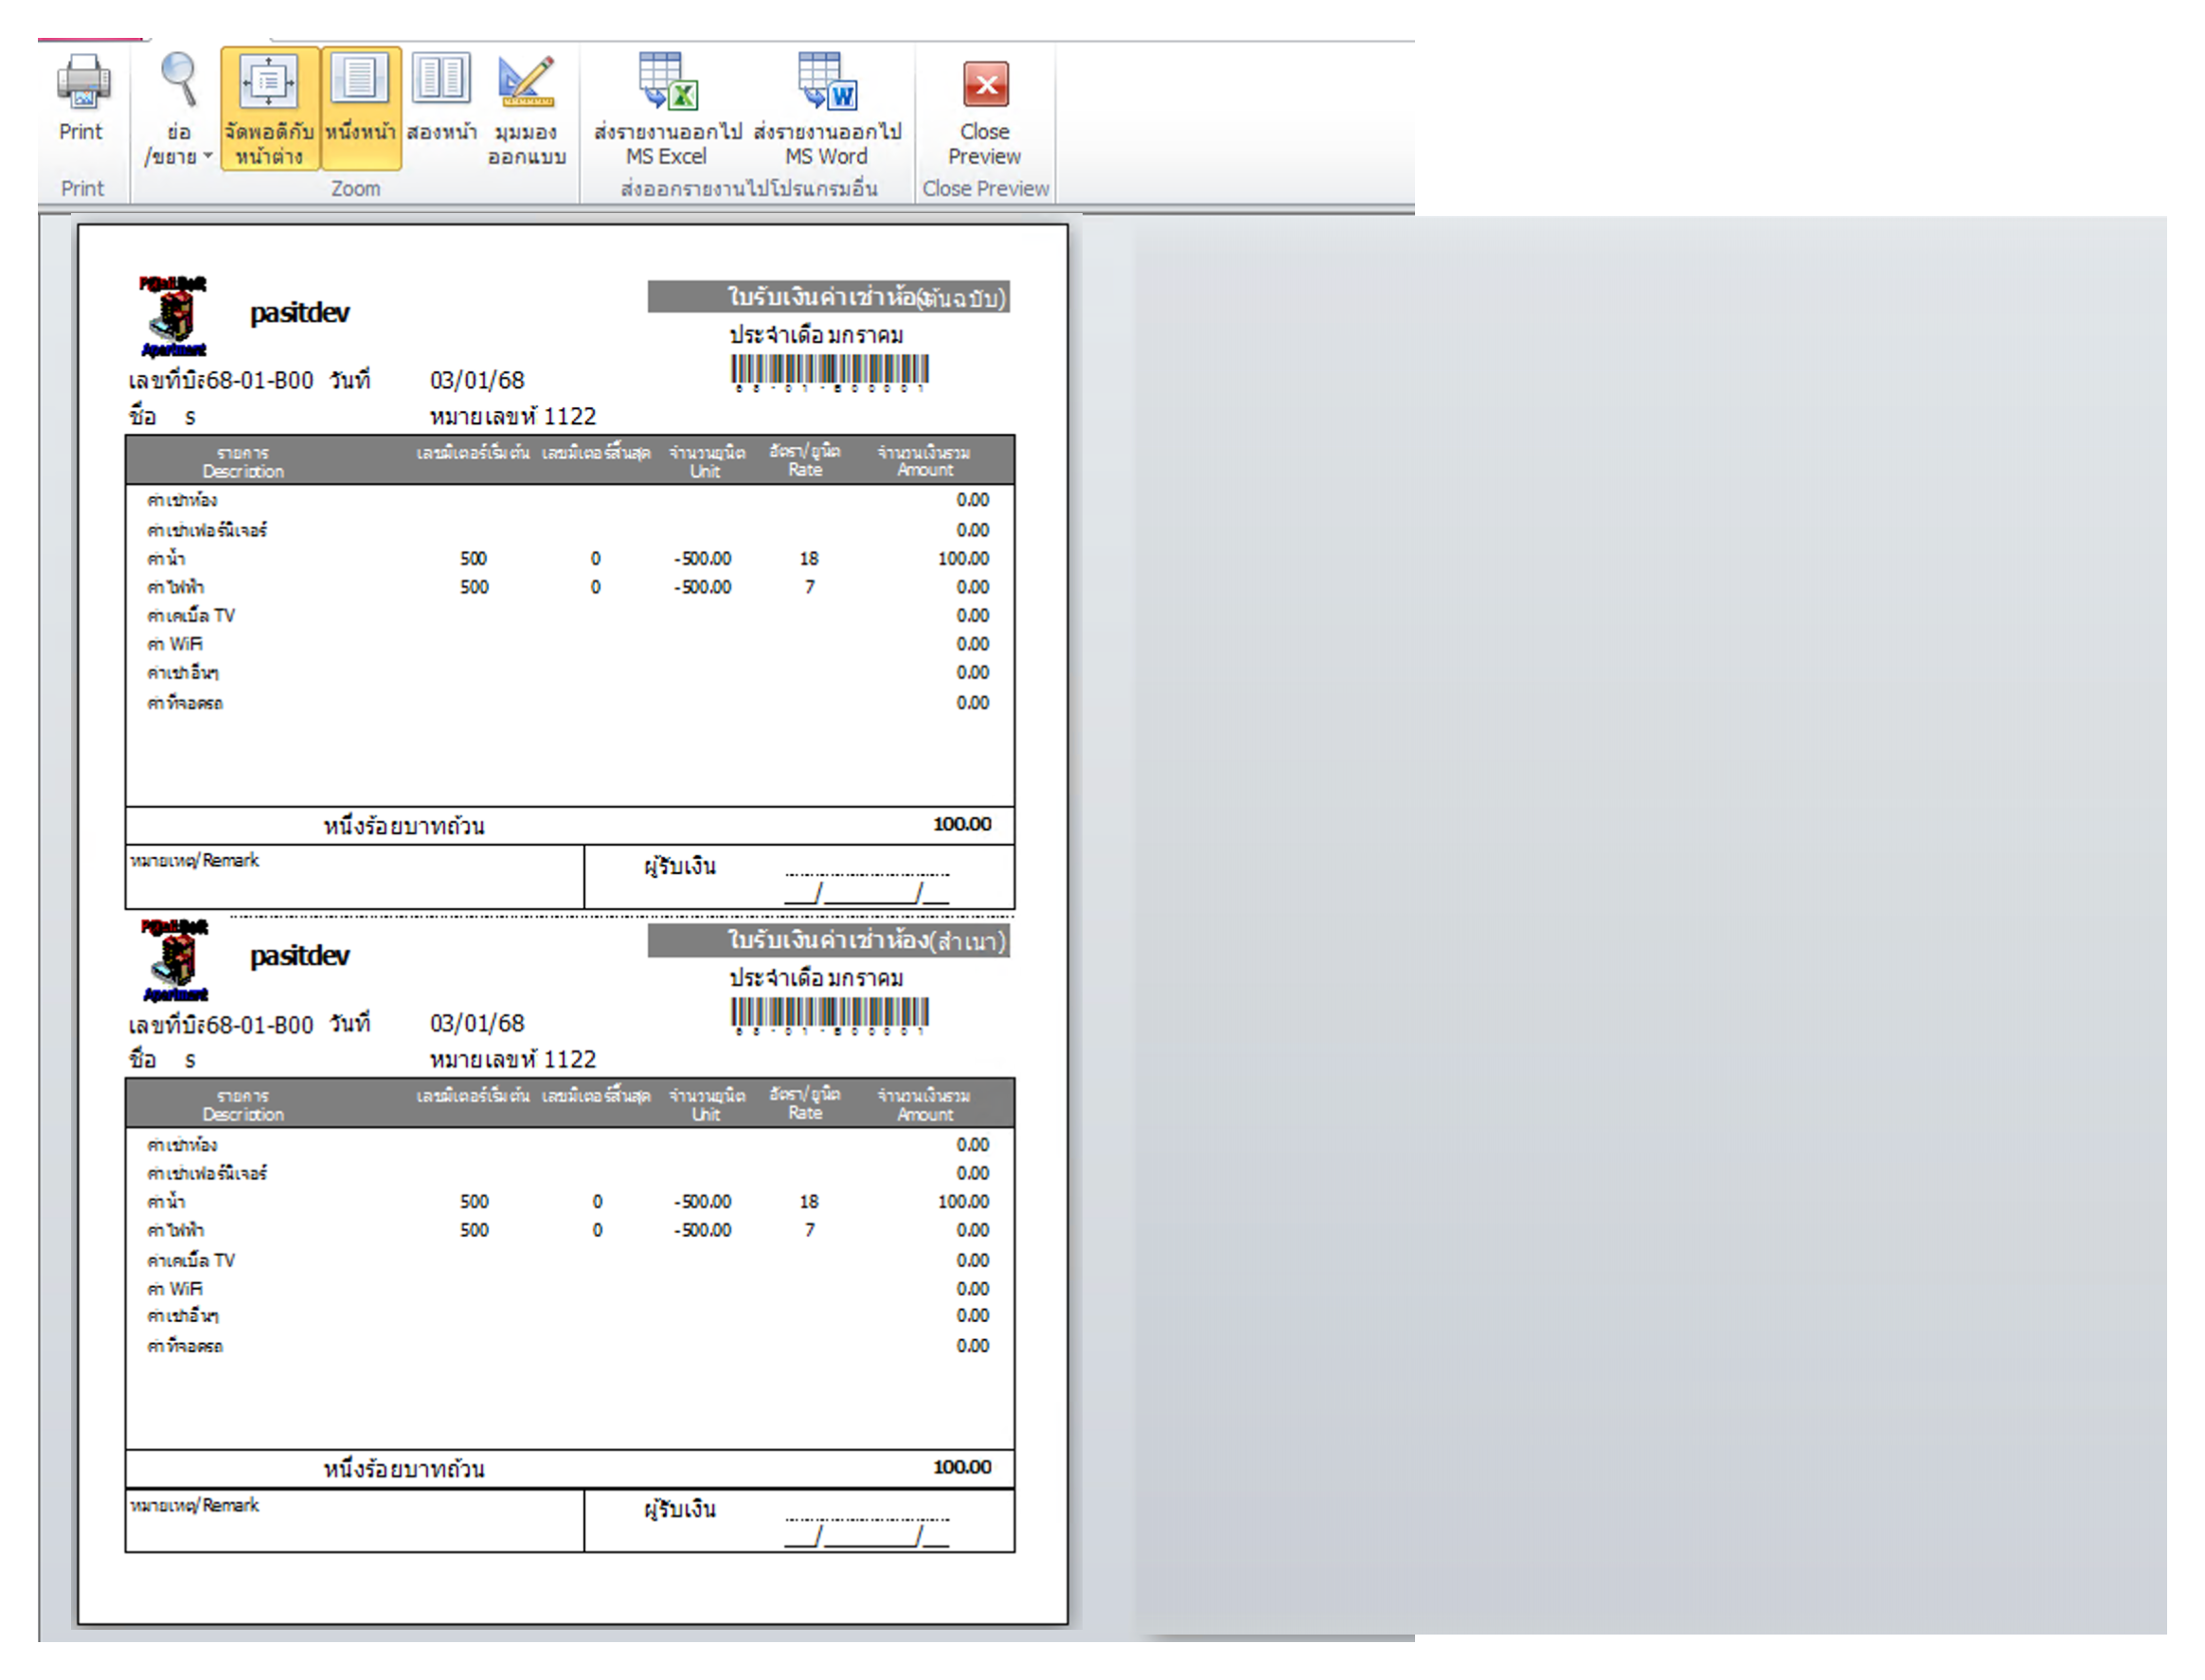 Print
ย่อ
/ขยาย
จัดพอดีกับ
หน้าต่าง
หนึ่งหน้า
สองหน้า
มุมมอง
ออกแบบ
ส่งรายงานออกไป
MS Excel
ส่งรายงานออกไป
MS Word
Close
Preview
Print
Zoom
ส่งออกรายงานไปโปรแกรมอื่น
Close Preview
Apartment
pasitdev
ใบรับเงินค่าเช่าห้อง(ต้นฉบับ)
ประจำเดือ มกราคม
68-01-B00001
เลขที่บิล68-01-B00 วันที่ 03/01/68
ชื่อ s หมายเลขห้ 1122
รายการ เลขมิเตอร์เริ่มต้น เลขมิเตอร์สิ้นสุด จำนวนยูนิต อัตรา/ยูนิต จำนวนเงินรวม
Description Unit Rate Amount
ค่าเช่าห้อง 0.00
ค่าเช่าเฟอร์นิเจอร์ 0.00
ค่าน้ำ 500 0 -500.00 18 100.00
ค่าไฟฟ้า 500 0 -500.00 7 0.00
ค่าเคเบิ้ล TV 0.00
ค่า WiFi 0.00
ค่าเช่าอื่นๆ 0.00
ค่าที่จอดรถ 0.00
หนึ่งร้อยบาทถ้วน 100.00
หมายเหตุ/Remark ผู้รับเงิน
__/________/__
Apartment
pasitdev
ใบรับเงินค่าเช่าห้อง(สำเนา)
ประจำเดือ มกราคม
68-01-B00001
เลขที่บิล68-01-B00 วันที่ 03/01/68
ชื่อ s หมายเลขห้ 1122
รายการ เลขมิเตอร์เริ่มต้น เลขมิเตอร์สิ้นสุด จำนวนยูนิต อัตรา/ยูนิต จำนวนเงินรวม
Description Unit Rate Amount
ค่าเช่าห้อง 0.00
ค่าเช่าเฟอร์นิเจอร์ 0.00
ค่าน้ำ 500 0 -500.00 18 100.00
ค่าไฟฟ้า 500 0 -500.00 7 0.00
ค่าเคเบิ้ล TV 0.00
ค่า WiFi 0.00
ค่าเช่าอื่นๆ 0.00
ค่าที่จอดรถ 0.00
หนึ่งร้อยบาทถ้วน 100.00
หมายเหตุ/Remark ผู้รับเงิน
__/________/__